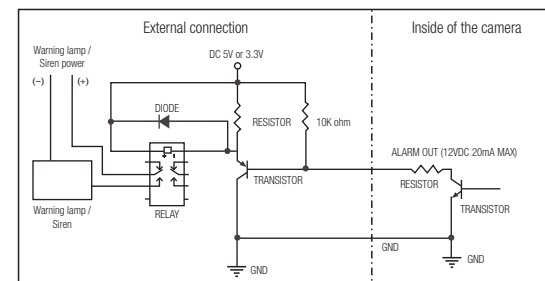 External connection
Inside of the camera
Warning lamp /
Siren power
(−) (+)
DC 5V or 3.3V
DIODE
RESISTOR
10K ohm
ALARM OUT (12VDC 20mA MAX)
RESISTOR
TRANSISTOR
TRANSISTOR
RELAY
Warning lamp /
Siren
GND
GND
GND